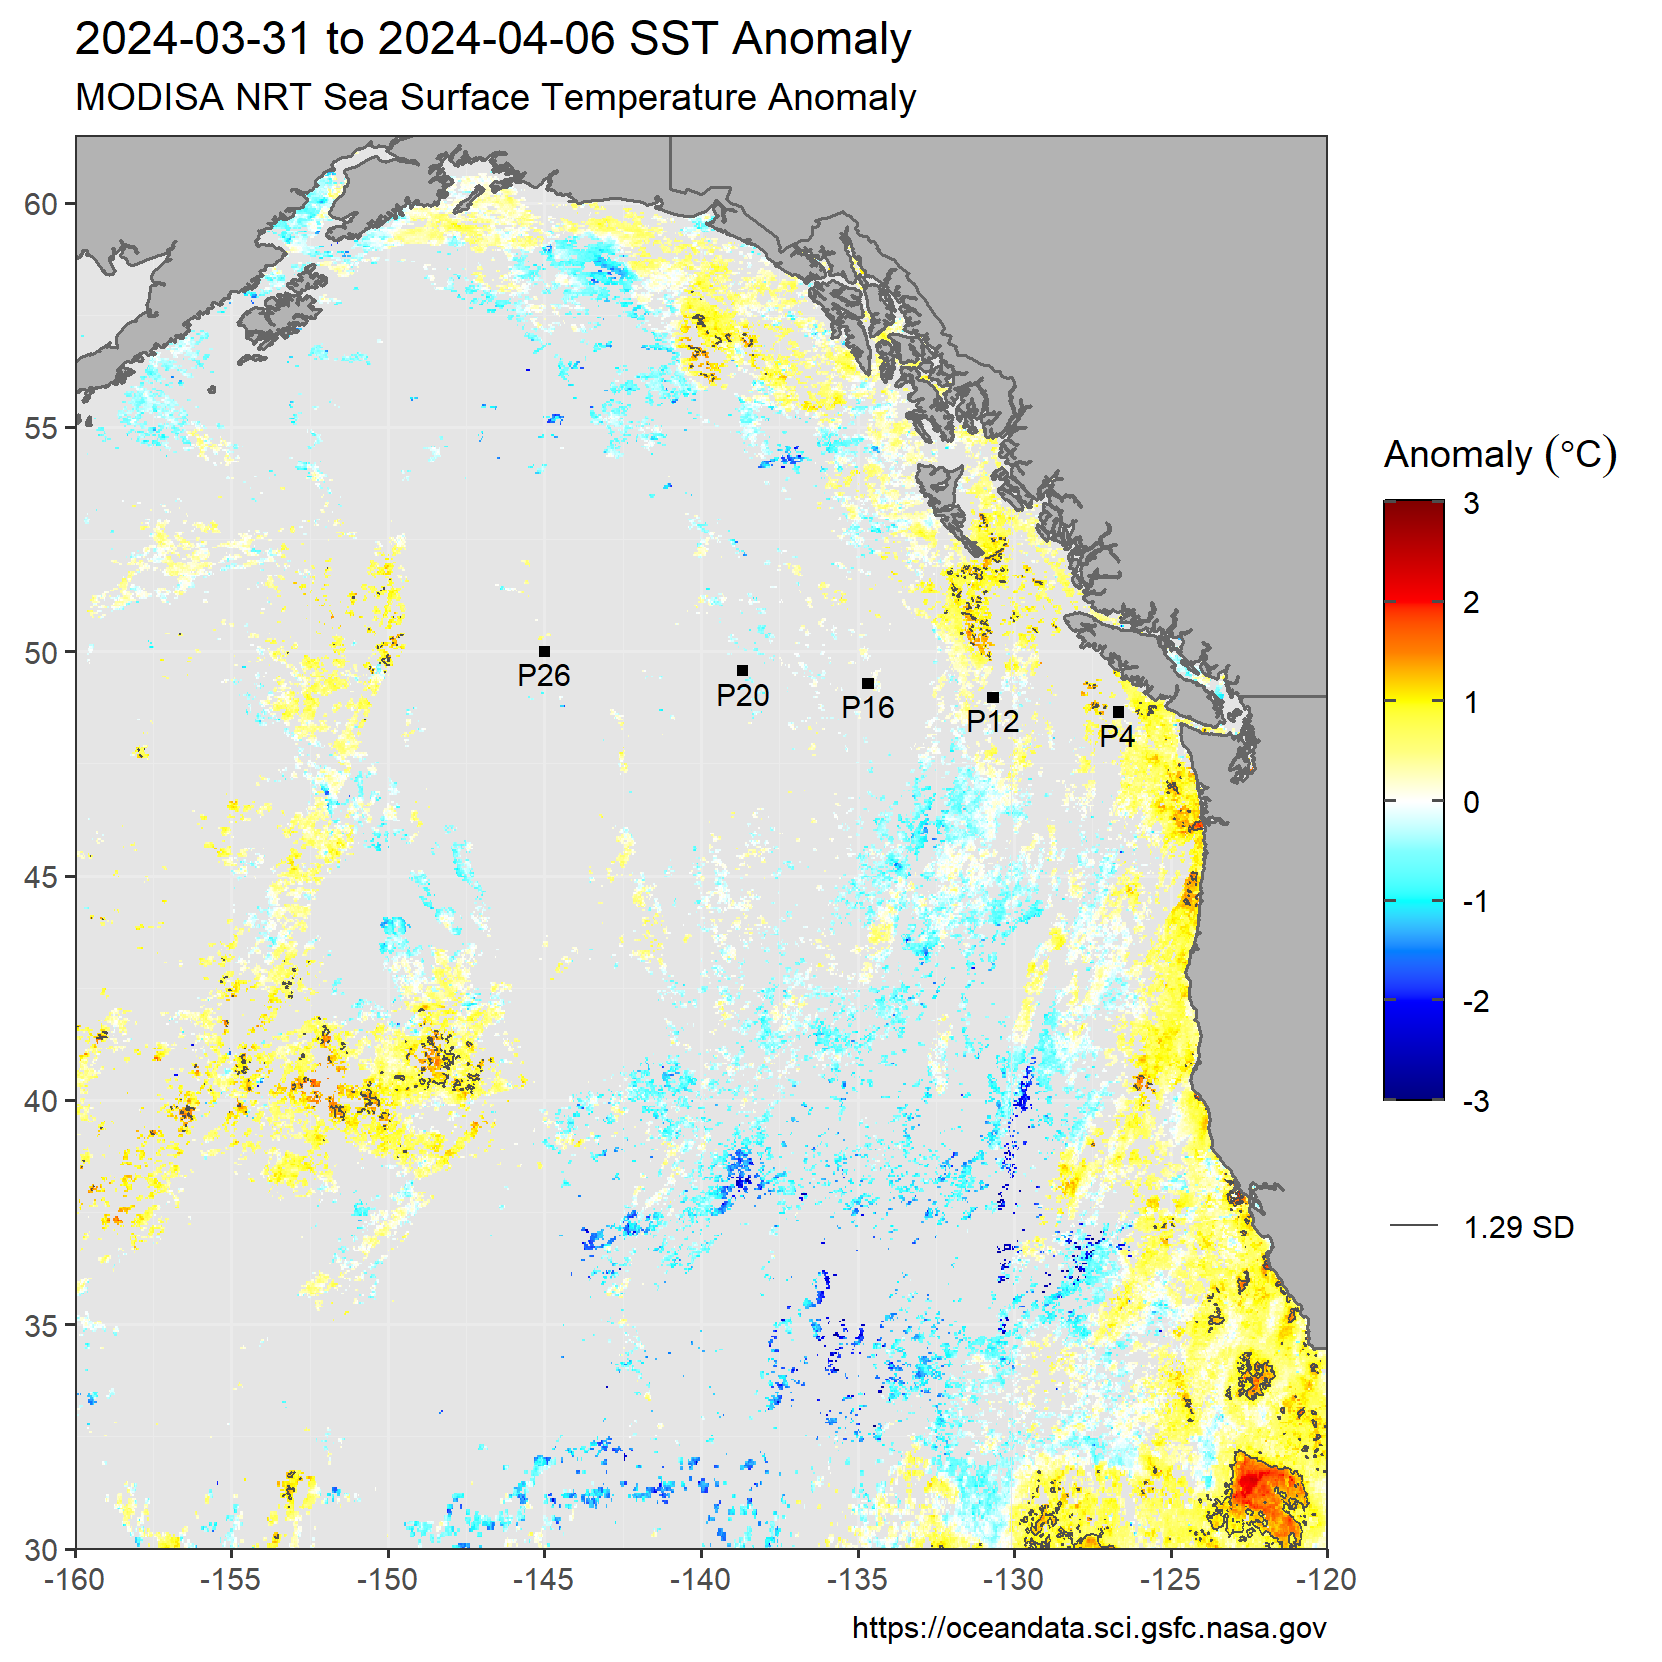 2024-03-31 to 2024-04-06 SST Anomaly
MODISA NRT Sea Surface Temperature Anomaly
60
55
50
45
40
35
30
-160
-155
-150
-145
-140
-135
-130
-125
-120
P26
P20
P16
P12
P4
Anomaly (°C)
3
2
1
0
-1
-2
-3
1.29 SD
https://oceandata.sci.gsfc.nasa.gov